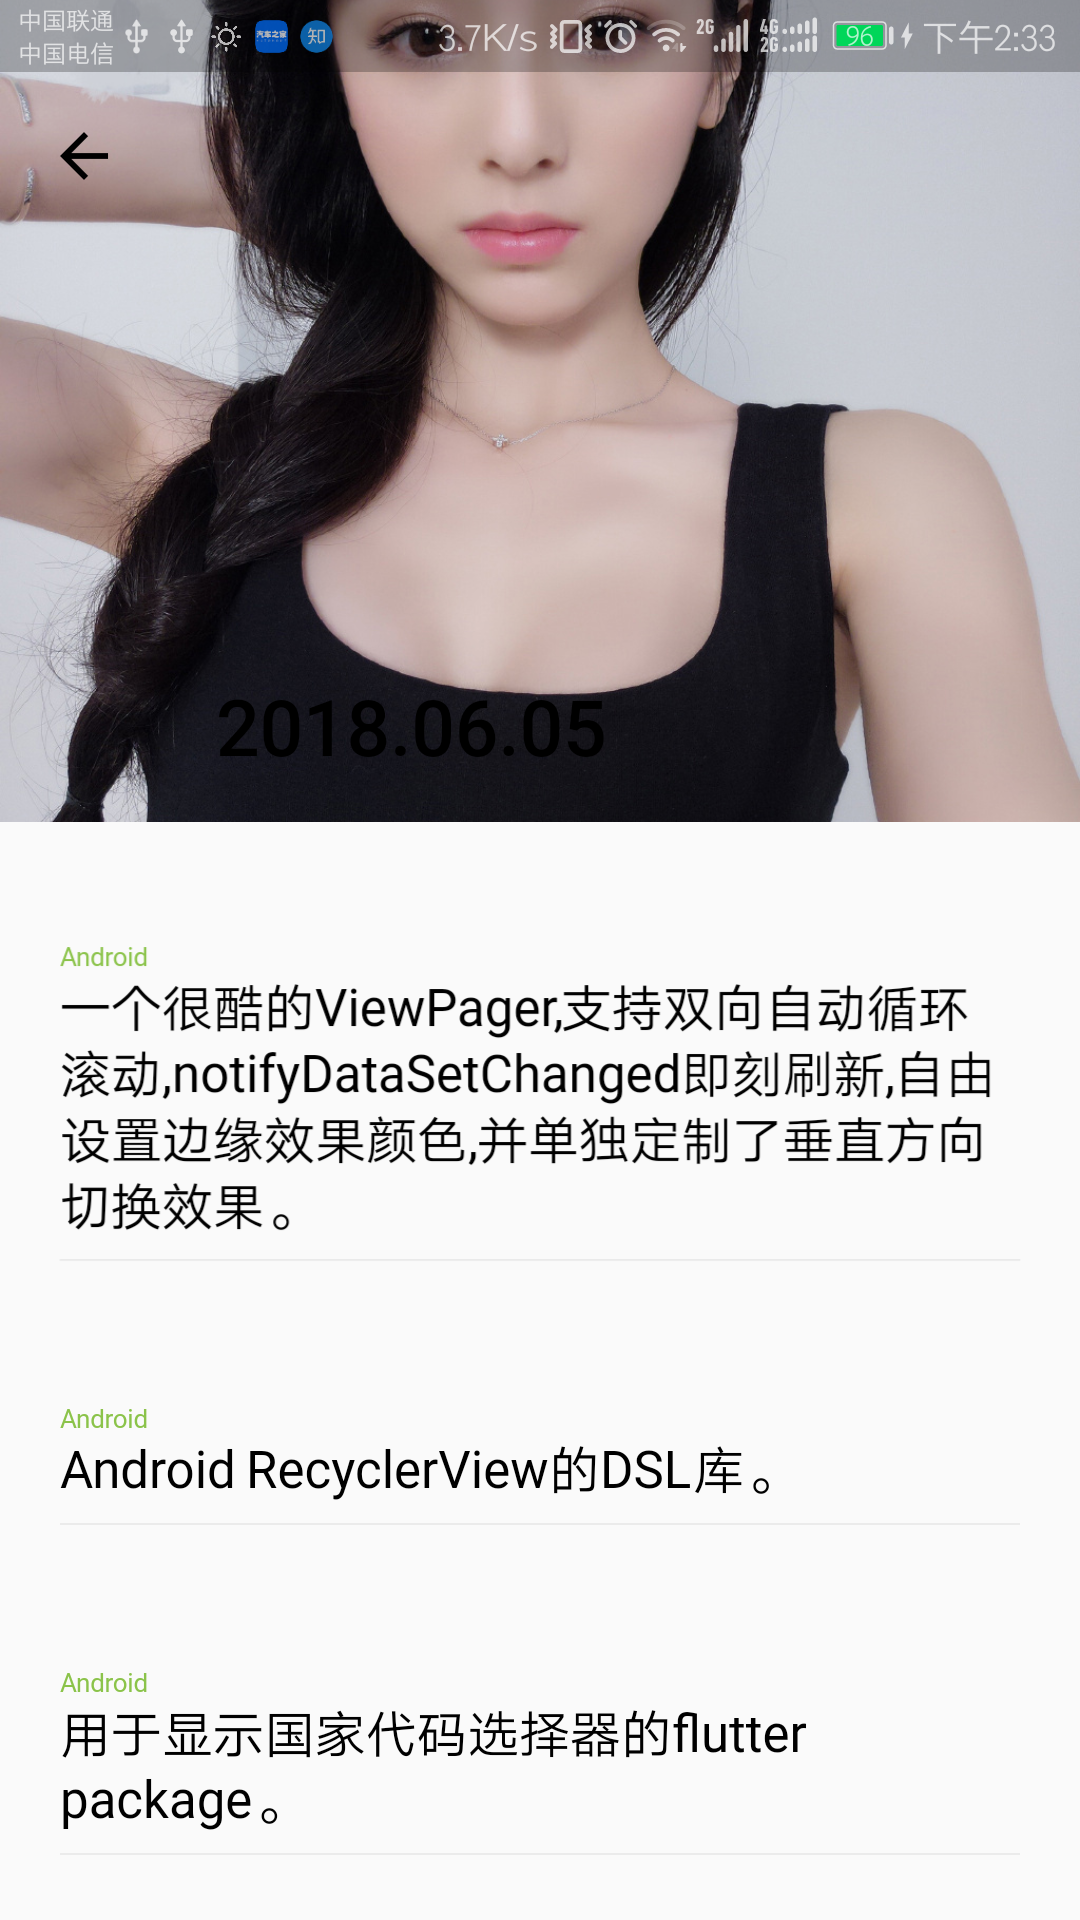 中国联通
中国电信
汽车之家
知
3.7K/s
2G
4G
2G
96
下午2:33
2018.06.05
Android
一个很酷的ViewPager,支持双向自动循环
滚动,notifyDataSetChanged即刻刷新,自由
设置边缘效果颜色,并单独定制了垂直方向
切换效果。
Android
Android RecyclerView的DSL库。
Android
用于显示国家代码选择器的flutter
package。